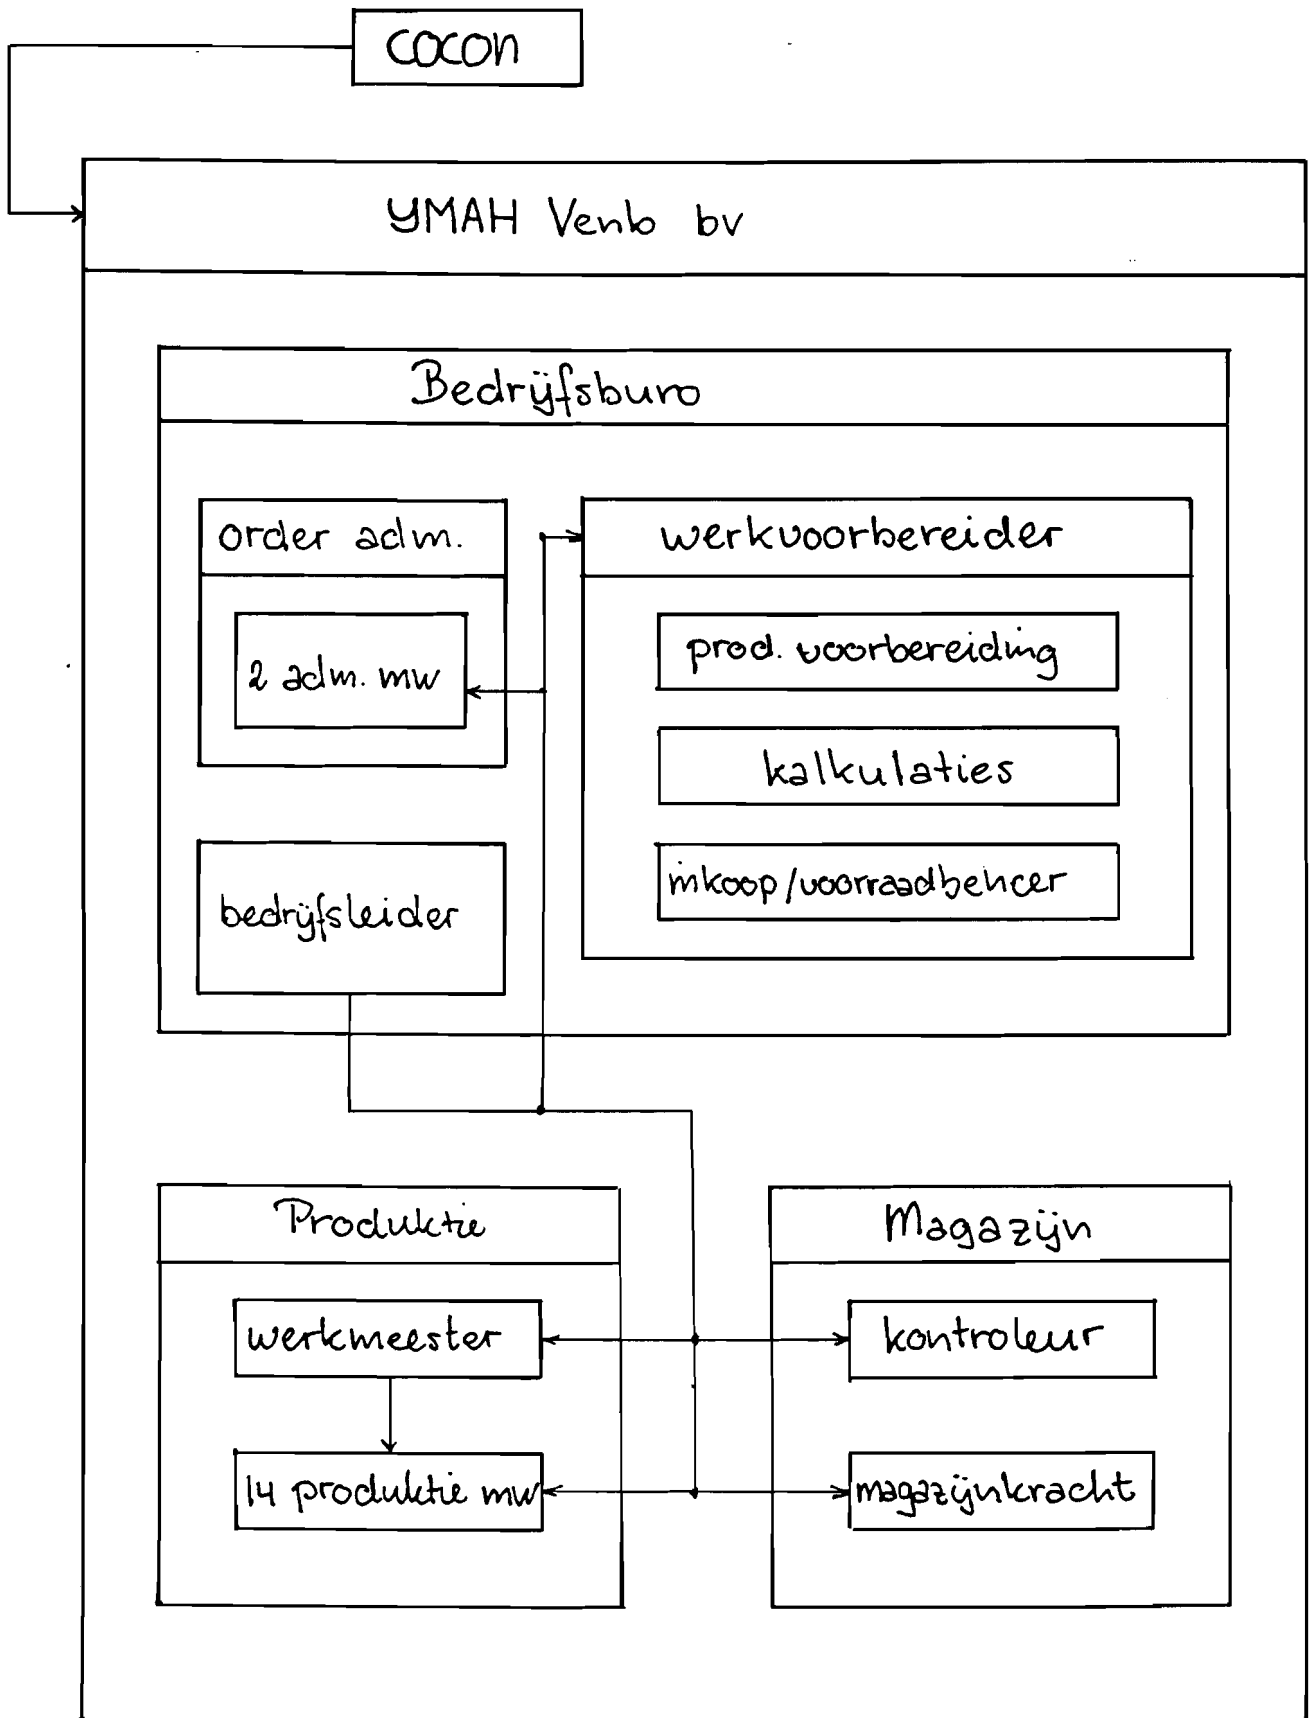 cocon
YMAH Venlo bv
Bedrijfsburo
order adm.
werkvoorbereider
2 adm. mw
prod. voorbereiding
kalkulaties
inkoop/voorraadbeheer
bedrijfsleider
Produktie
Magazijn
werkmeester
kontroleur
14 produktie mw
magazijnkracht